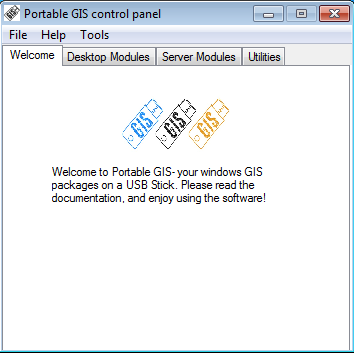 Portable GIS control panel
File Help Tools
Welcome Desktop Modules Server Modules Utilities
GIS GIS GIS
Welcome to Portable GIS- your windows GIS
packages on a USB Stick. Please read the
documentation, and enjoy using the software!